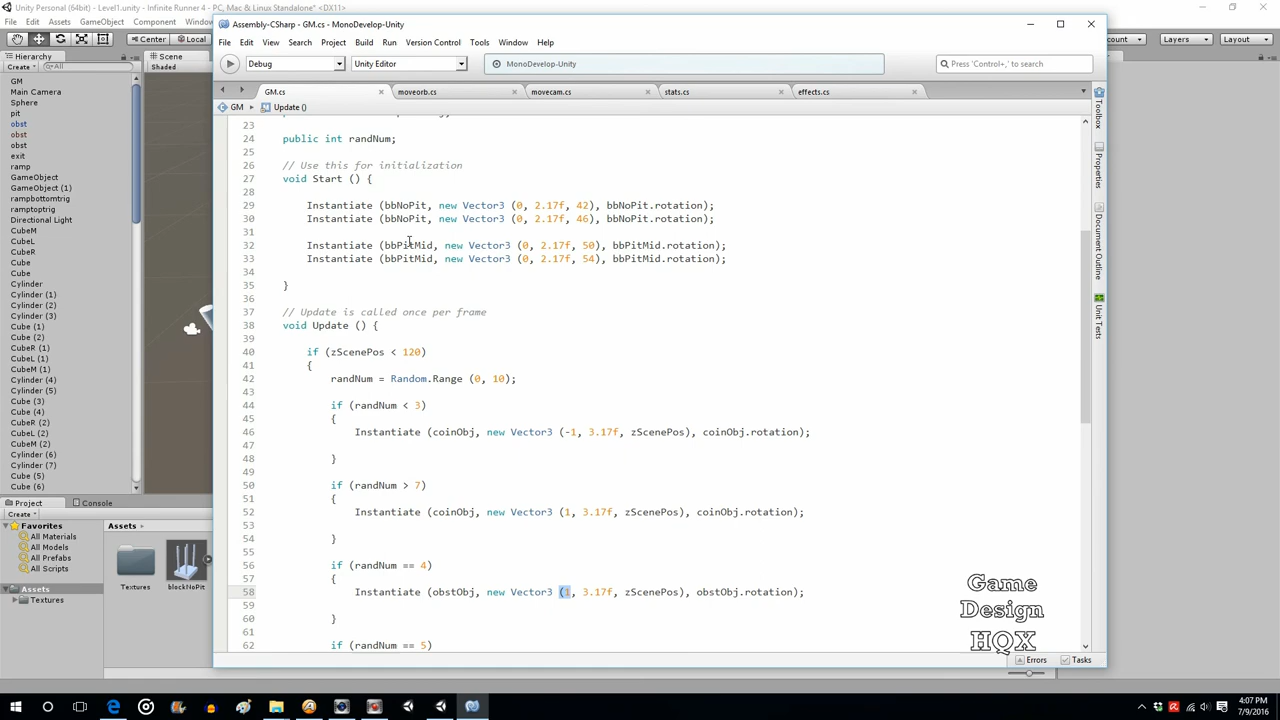 Unity Personal (64bit) - Level1.unity - Infinite Runner 4 - PC, Mac & Linux Standalone* <DX11>
File Edit Assets GameObject Component Window
Center Local
Account Layers Layout
Hierarchy
Create All
GM
Main Camera
Sphere
pit
obst
obst
obst
exit
ramp
GameObject
GameObject (1)
rampbottomtrig
ramptoptrig
Directional Light
CubeM
CubeL
CubeR
Cube
Cube
Cylinder
Cylinder (1)
Cylinder (2)
Cylinder (3)
Cube (1)
Cube (2)
CubeR (1)
CubeL (1)
CubeM (1)
Cylinder (4)
Cylinder (5)
Cube (3)
Cube (4)
CubeR (2)
CubeL (2)
CubeM (2)
Cylinder (6)
Cylinder (7)
Cube (5)
Cube (6)
Scene
Shaded
Project Console
Create
Favorites
All Materials
All Models
All Prefabs
All Scripts
Assets
Textures
Assets
Textures
blockNoPit
Assembly-CSharp - GM.cs - MonoDevelop-Unity
File Edit View Search Project Build Run Version Control Tools Window Help
Debug Unity Editor MonoDevelop-Unity Press 'Control+,' to search
GM.cs moveorb.cs movecam.cs stats.cs effects.cs
GM Update ()
23
24 public int randNum;
25
26 // Use this for initialization
27 void Start () {
28
29 Instantiate (bbNoPit, new Vector3 (0, 2.17f, 42), bbNoPit.rotation);
30 Instantiate (bbNoPit, new Vector3 (0, 2.17f, 46), bbNoPit.rotation);
31
32 Instantiate (bbPitMid, new Vector3 (0, 2.17f, 50), bbPitMid.rotation);
33 Instantiate (bbPitMid, new Vector3 (0, 2.17f, 54), bbPitMid.rotation);
34
35 }
36
37 // Update is called once per frame
38 void Update () {
39
40 if (zScenePos < 120)
41 {
42 randNum = Random.Range (0, 10);
43
44 if (randNum < 3)
45 {
46 Instantiate (coinObj, new Vector3 (-1, 3.17f, zScenePos), coinObj.rotation);
47
48 }
49
50 if (randNum > 7)
51 {
52 Instantiate (coinObj, new Vector3 (1, 3.17f, zScenePos), coinObj.rotation);
53
54 }
55
56 if (randNum == 4)
57 {
58 Instantiate (obstObj, new Vector3 (1, 3.17f, zScenePos), obstObj.rotation);
59
60 }
61
62 if (randNum == 5)
Toolbox
Properties
Document Outline
Unit Tests
Errors Tasks
Game
Design
HQX
4:07 PM
7/9/2016